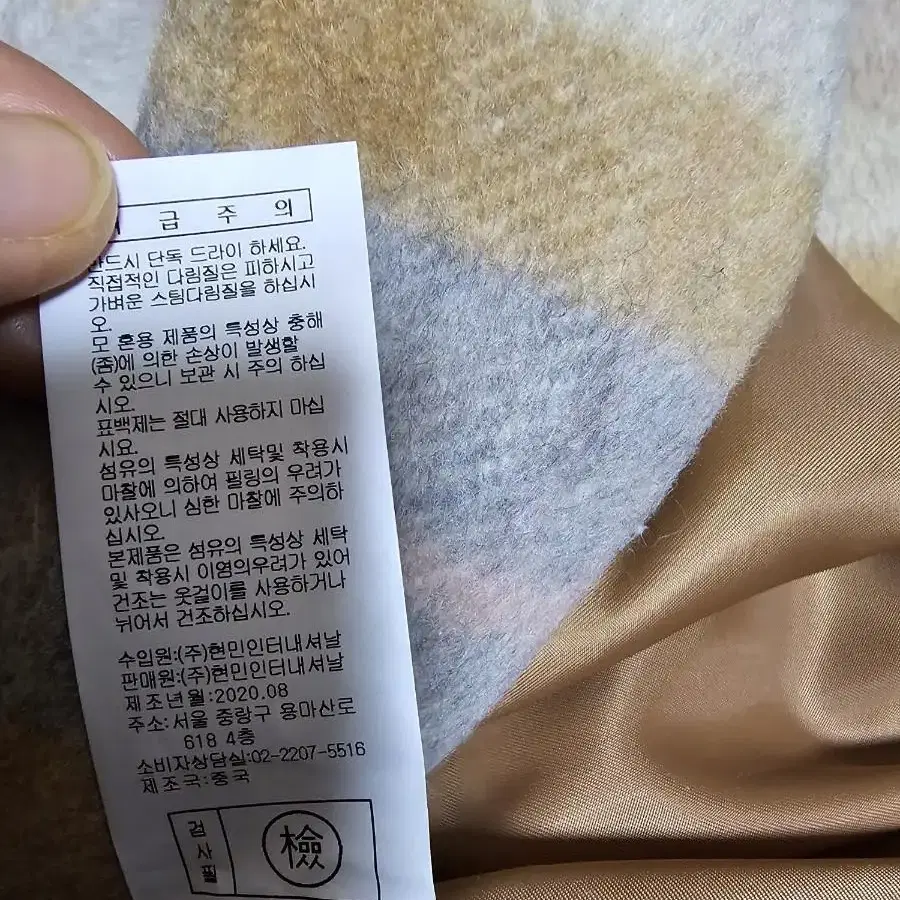 급 주 의
반드시 단독 드라이 하세요.
직접적인 다림질은 피하시고
가벼운 스팀다림질을 하십시
오.
모 혼용 제품의 특성상 충해
(좀)에 의한 손상이 발생할
수 있으니 보관 시 주의 하십
시오.
표백제는 절대 사용하지 마십
시요.
섬유의 특성상 세탁및 착용시
마찰에 의하여 필링의 우려가
있사오니 심한 마찰에 주의하
십시오.
본제품은 섬유의 특성상 세탁
및 착용시 이염의우려가 있어
건조는 옷걸이를 사용하거나
뉘어서 건조하십시오.
수입원:(주)현민인터내셔날
판매원:(주)현민인터내셔날
제조년월:2020.08
주소:서울 중랑구 용마산로
618 4층
소비자상담실:02-2207-5516
제조국:중국
검사필 檢